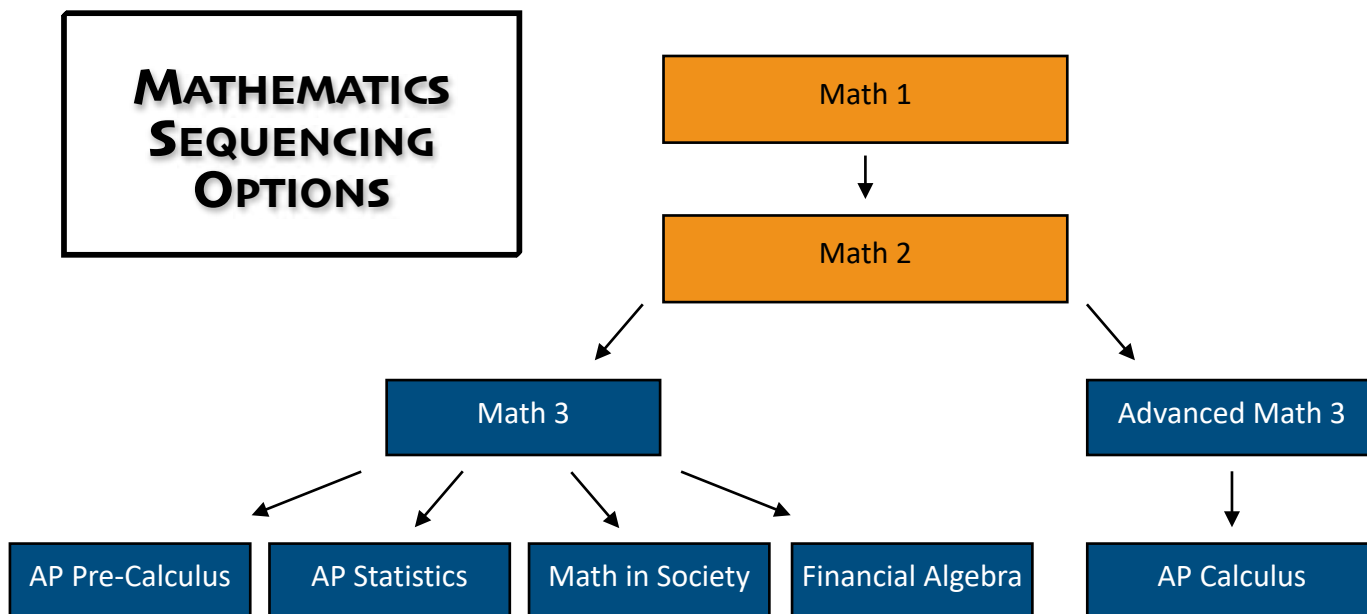 MATHEMATICS
SEQUENCING
OPTIONS
Math 1
Math 2
Math 3
Advanced Math 3
AP Pre-Calculus
AP Statistics
Math in Society
Financial Algebra
AP Calculus